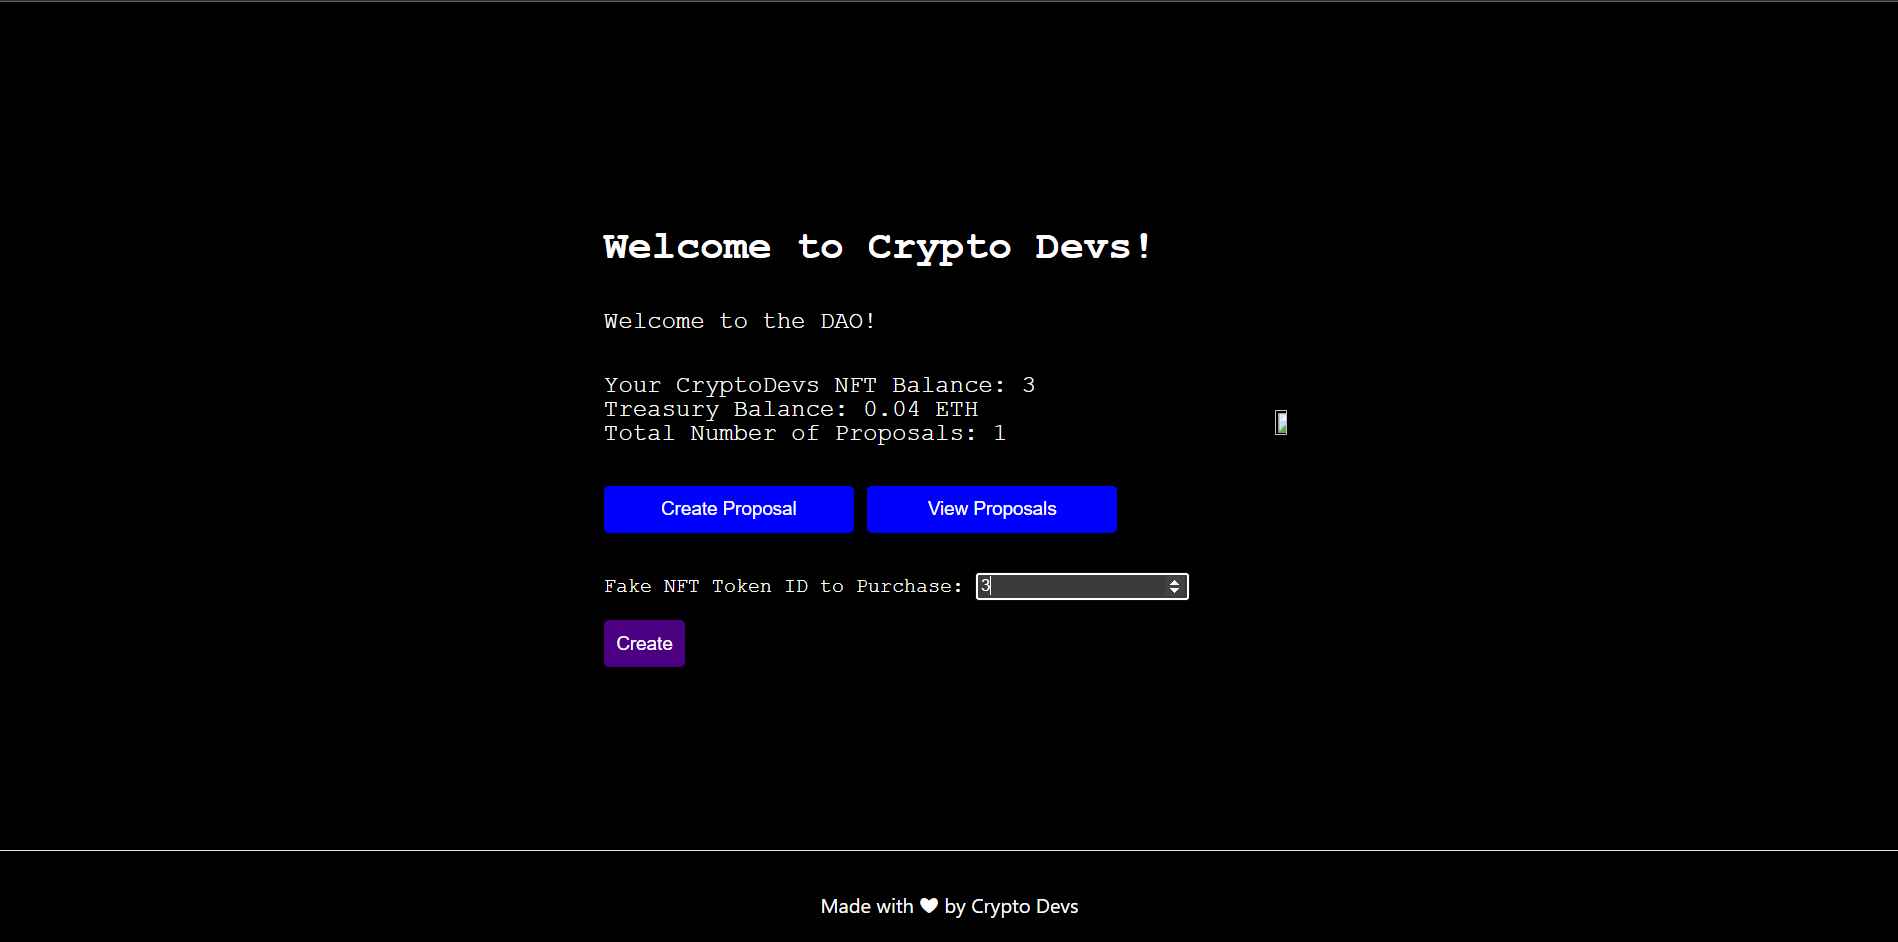 Welcome to Crypto Devs!
Welcome to the DAO!
Your CryptoDevs NFT Balance: 3
Treasury Balance: 0.04 ETH
Total Number of Proposals: 1
Create Proposal View Proposals
Fake NFT Token ID to Purchase: 3
Create
Made with ❤ by Crypto Devs